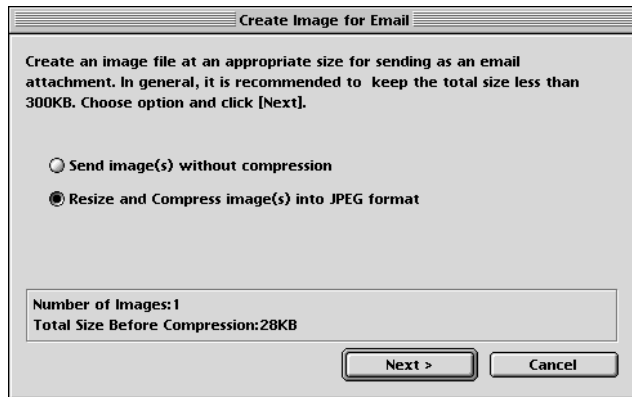 Create Image for Email
Create an image file at an appropriate size for sending as an email
attachment. In general, it is recommended to  keep the total size less than
300KB. Choose option and click [Next].
Send image(s) without compression
Resize and Compress image(s) into JPEG format
Number of Images:1
Total Size Before Compression:28KB
Next >
Cancel